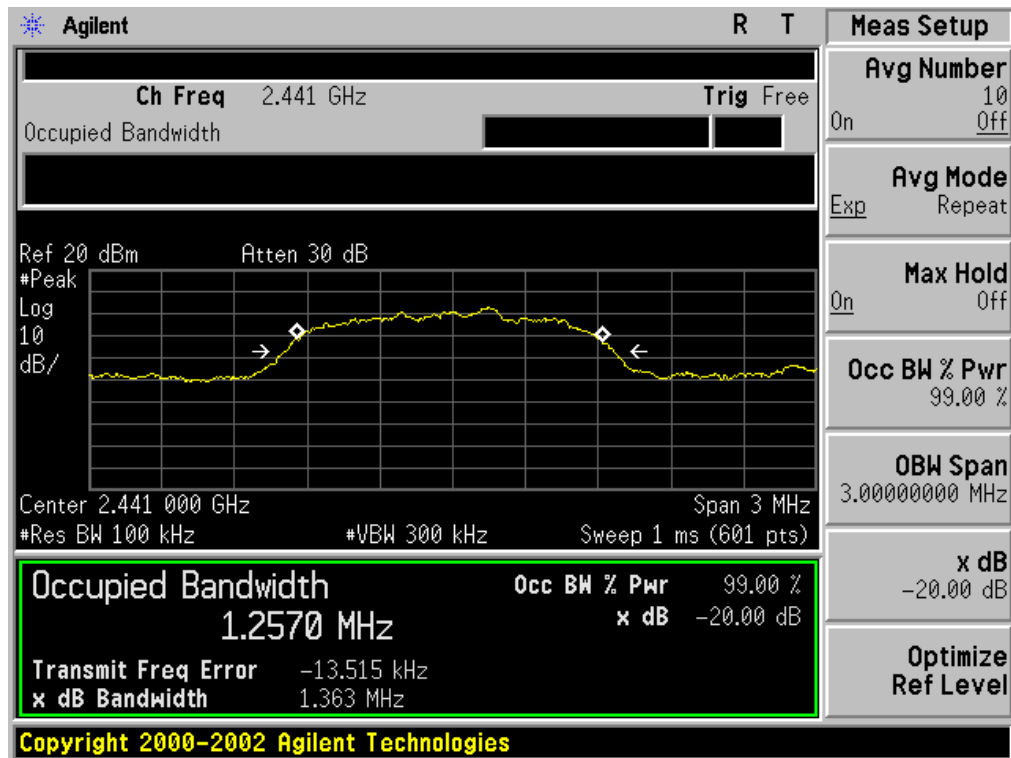 Agilent R T
Ch Freq 2.441 GHz Trig Free
Occupied Bandwidth
Ref 20 dBm Atten 30 dB
#Peak
Log
10
dB/
Center 2.441 000 GHz Span 3 MHz
#Res BW 100 kHz #VBW 300 kHz Sweep 1 ms (601 pts)
Occupied Bandwidth
1.2570 MHz
Occ BW % Pwr 99.00 %
x dB -20.00 dB
Transmit Freq Error -13.515 kHz
x dB Bandwidth 1.363 MHz
Copyright 2000-2002 Agilent Technologies
Meas Setup
Avg Number
10
On Off
Avg Mode
Exp Repeat
Max Hold
On Off
Occ BW % Pwr
99.00 %
OBW Span
3.00000000 MHz
x dB
-20.00 dB
Optimize
Ref Level